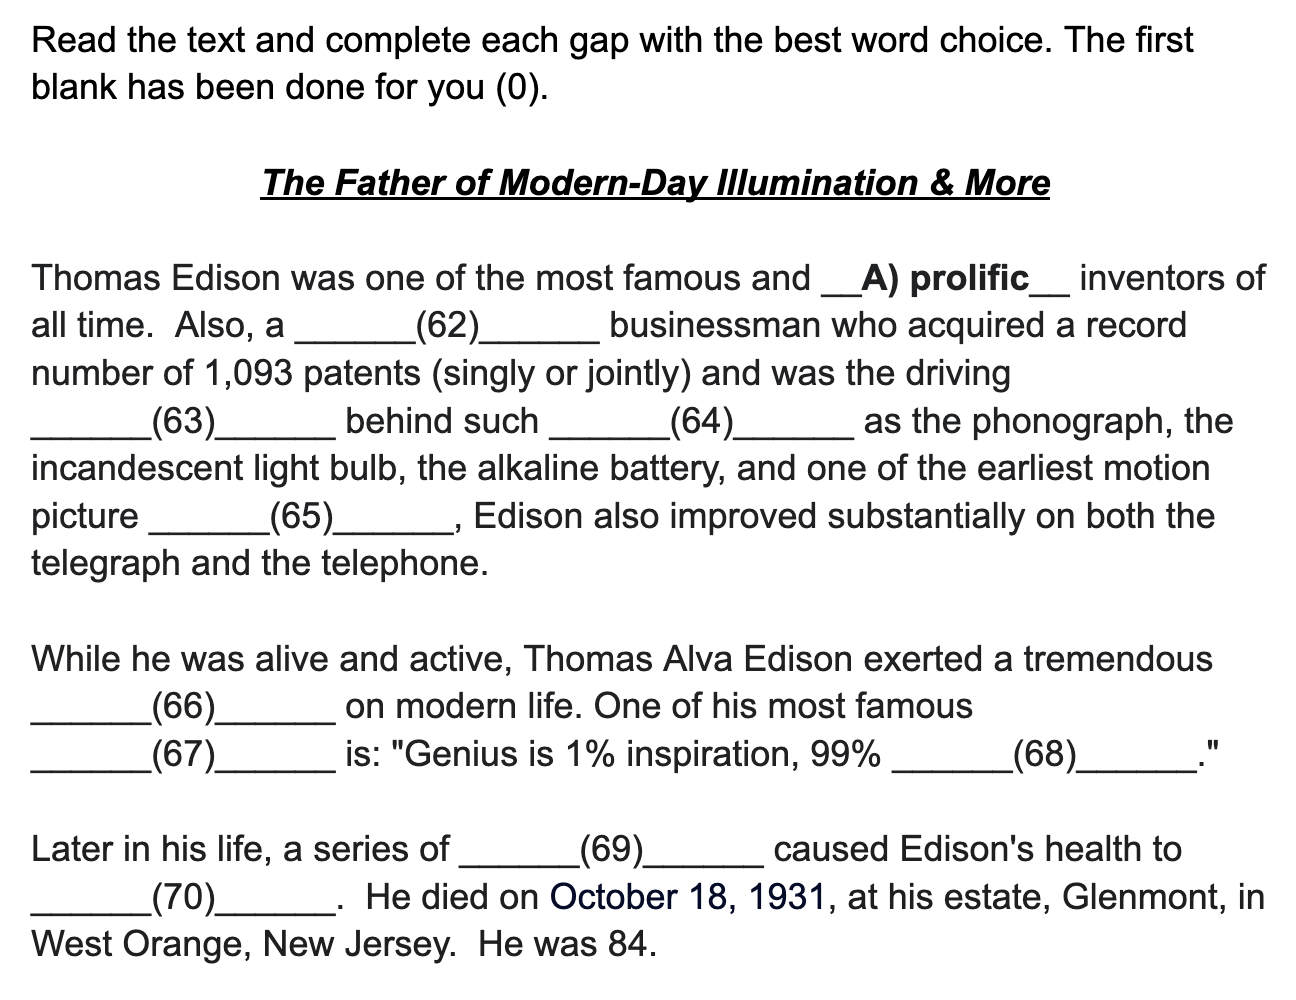 Read the text and complete each gap with the best word choice. The first
blank has been done for you (0).
The Father of Modern-Day Illumination & More
Thomas Edison was one of the most famous and __A) prolific__ inventors of
all time.  Also, a ______(62)______ businessman who acquired a record
number of 1,093 patents (singly or jointly) and was the driving
______(63)______ behind such ______(64)______ as the phonograph, the
incandescent light bulb, the alkaline battery, and one of the earliest motion
picture ______(65)______, Edison also improved substantially on both the
telegraph and the telephone.
While he was alive and active, Thomas Alva Edison exerted a tremendous
______(66)______ on modern life. One of his most famous
______(67)______ is: "Genius is 1% inspiration, 99% ______(68)______."
Later in his life, a series of ______(69)______ caused Edison's health to
______(70)______.  He died on October 18, 1931, at his estate, Glenmont, in
West Orange, New Jersey.  He was 84.